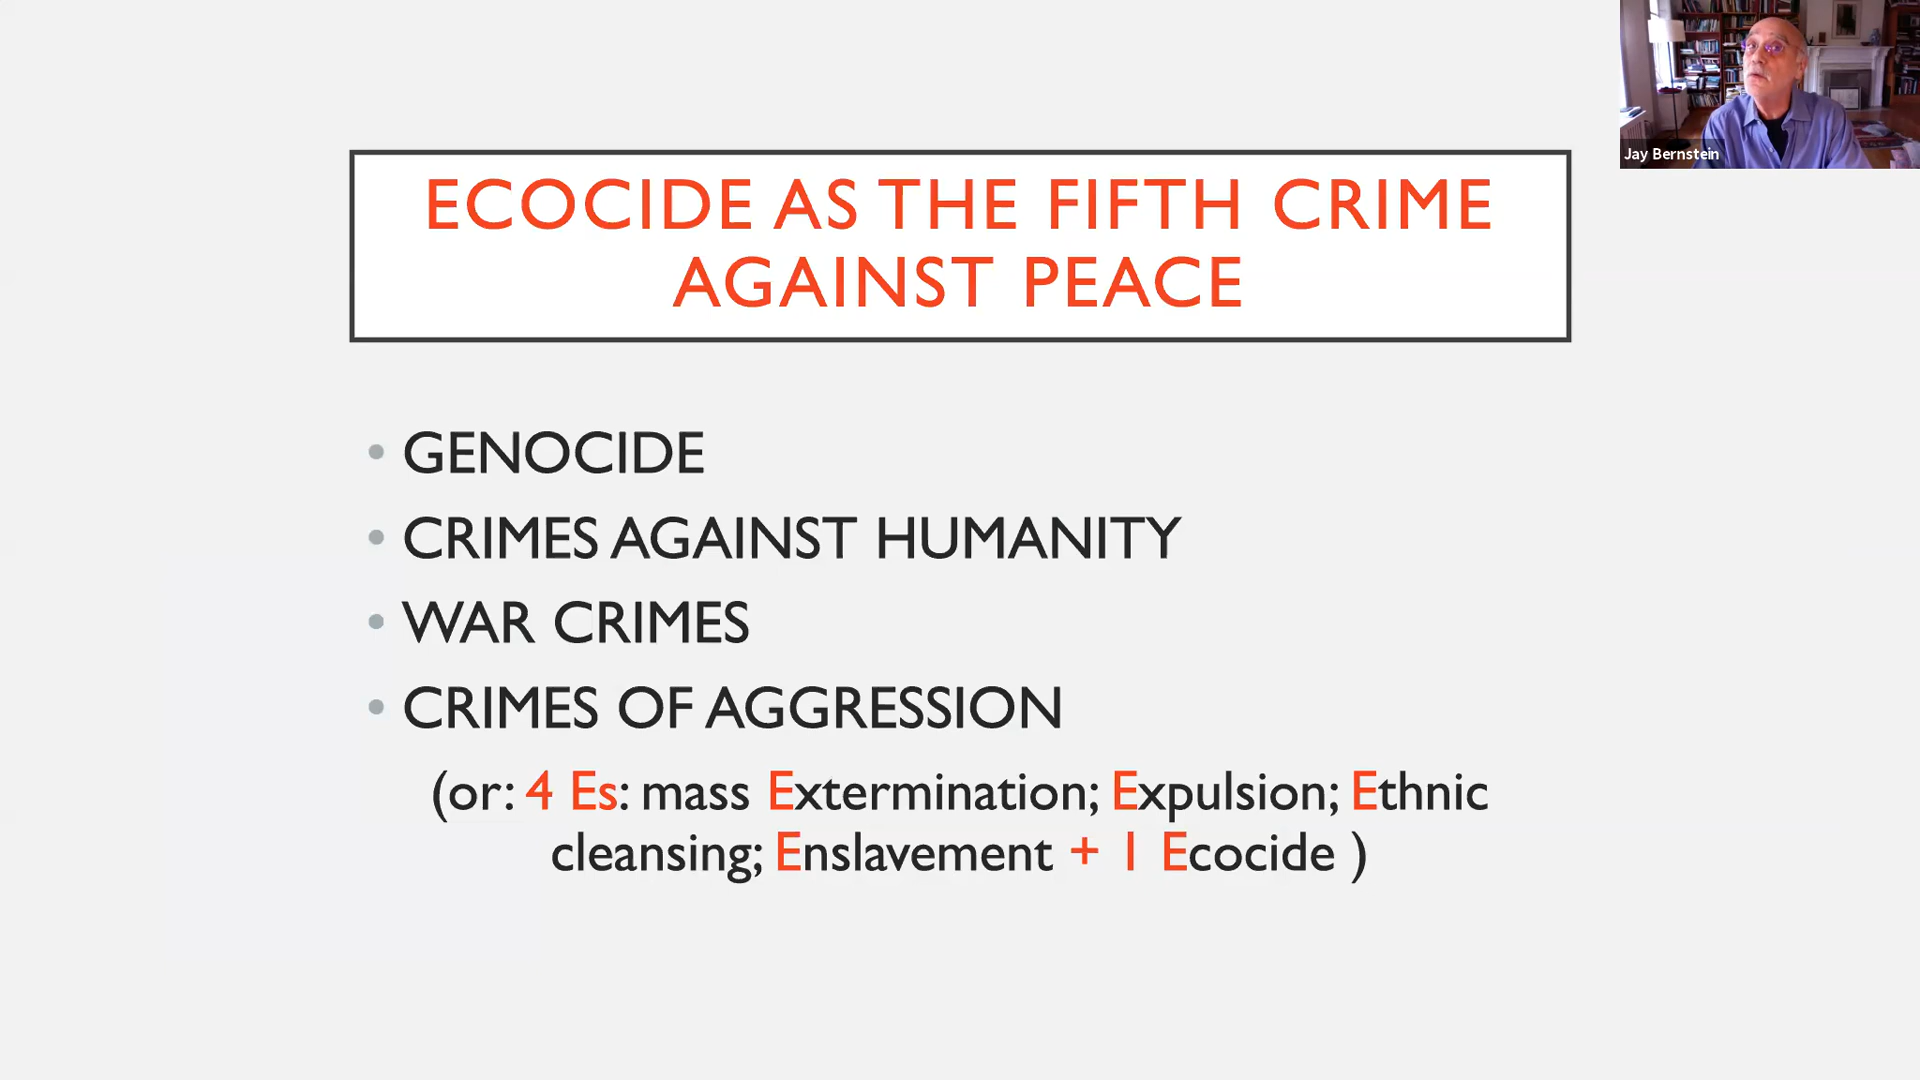 Jay Bernstein
ECOCIDE AS THE FIFTH CRIME
AGAINST PEACE
• GENOCIDE
• CRIMES AGAINST HUMANITY
• WAR CRIMES
• CRIMES OF AGGRESSION
(or: 4 Es: mass Extermination; Expulsion; Ethnic
cleansing; Enslavement + 1 Ecocide )